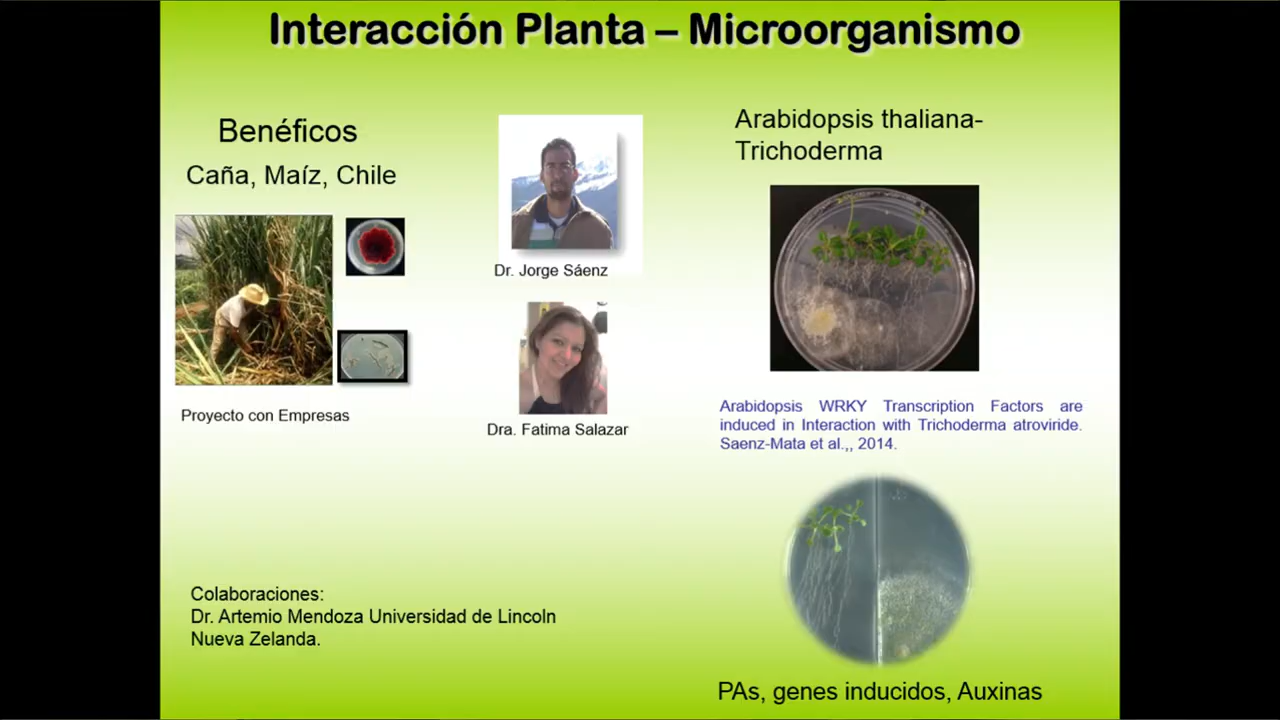 Interacción Planta – Microorganismo
Benéficos
Caña, Maíz, Chile
Proyecto con Empresas
Dr. Jorge Sáenz
Dra. Fatima Salazar
Arabidopsis thaliana-
Trichoderma
Arabidopsis WRKY Transcription Factors are
induced in Interaction with Trichoderma atroviride.
Saenz-Mata et al.,, 2014.
Colaboraciones:
Dr. Artemio Mendoza Universidad de Lincoln
Nueva Zelanda.
PAs, genes inducidos, Auxinas